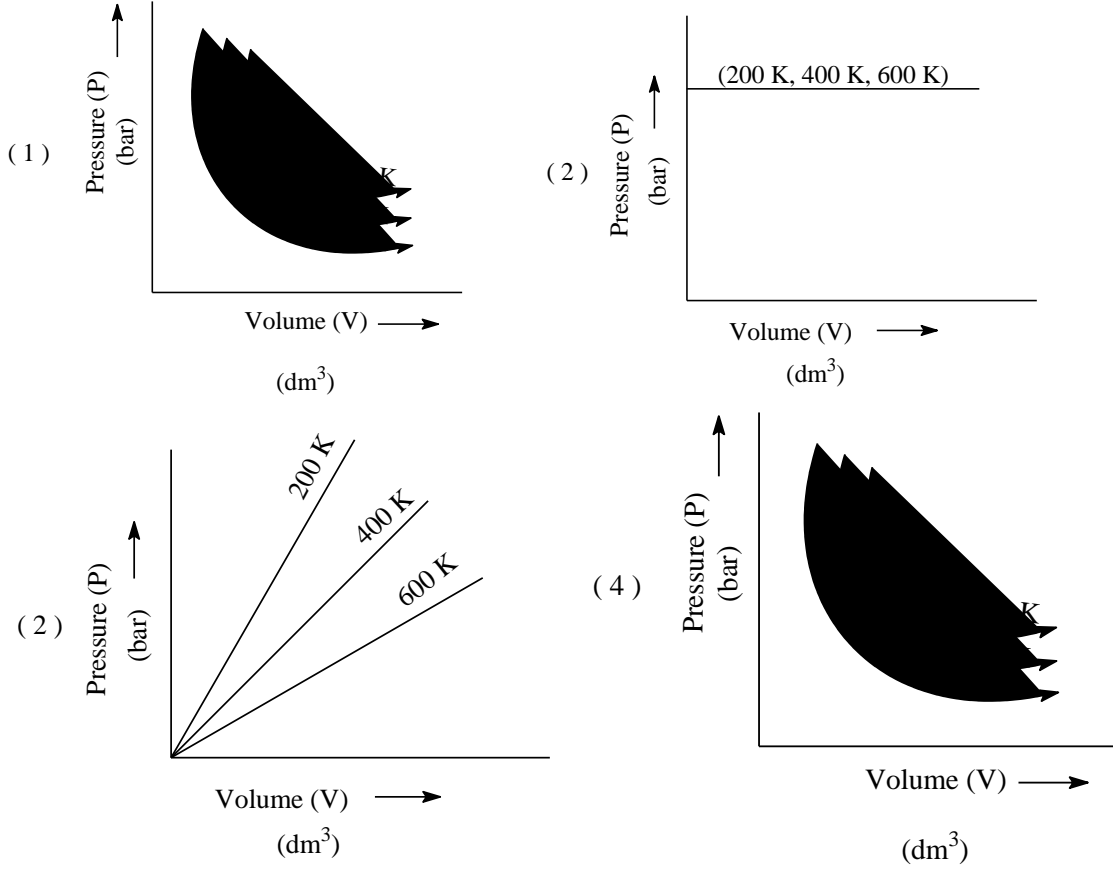 ( 1 )
Pressure (P)
(bar)
K
Volume (V)
(dm³)
( 2 )
Pressure (P)
(bar)
(200 K, 400 K, 600 K)
Volume (V)
(dm³)
( 2 )
Pressure (P)
(bar)
200 K
400 K
600 K
Volume (V)
(dm³)
( 4 )
Pressure (P)
(bar)
K
Volume (V)
(dm³)